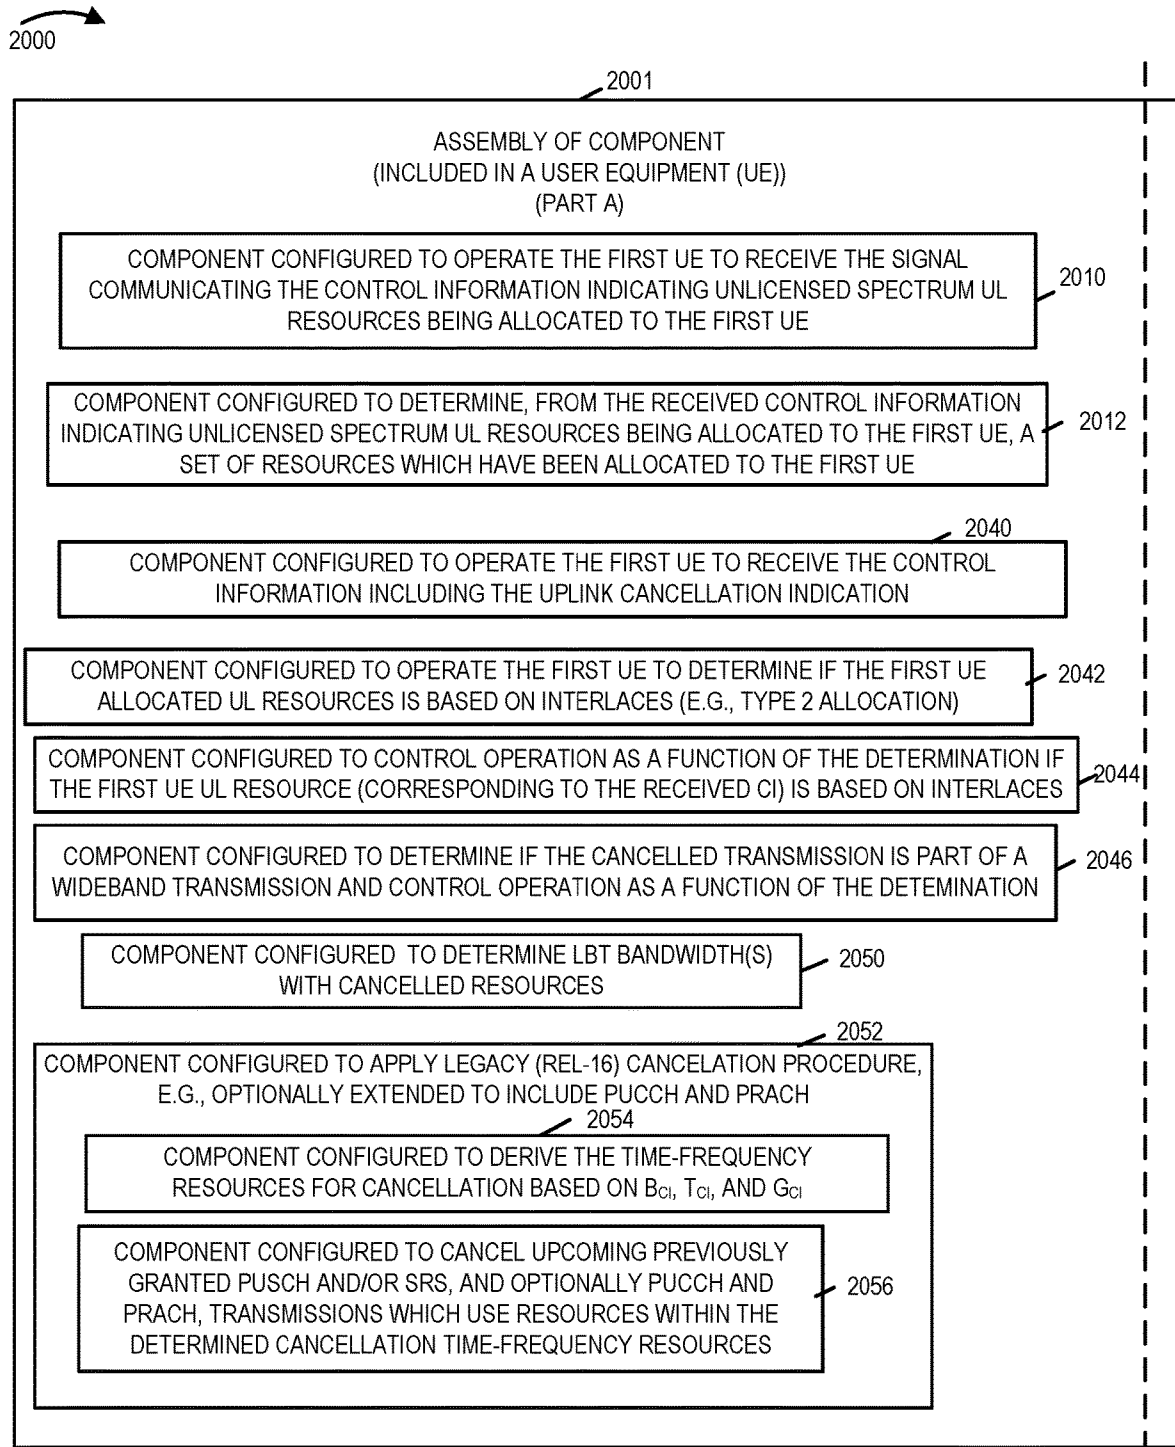 2000
2001
ASSEMBLY OF COMPONENT
(INCLUDED IN A USER EQUIPMENT (UE))
(PART A)
COMPONENT CONFIGURED TO OPERATE THE FIRST UE TO RECEIVE THE SIGNAL
COMMUNICATING THE CONTROL INFORMATION INDICATING UNLICENSED SPECTRUM UL
RESOURCES BEING ALLOCATED TO THE FIRST UE
2010
COMPONENT CONFIGURED TO DETERMINE, FROM THE RECEIVED CONTROL INFORMATION
INDICATING UNLICENSED SPECTRUM UL RESOURCES BEING ALLOCATED TO THE FIRST UE, A
SET OF RESOURCES WHICH HAVE BEEN ALLOCATED TO THE FIRST UE
2012
2040
COMPONENT CONFIGURED TO OPERATE THE FIRST UE TO RECEIVE THE CONTROL
INFORMATION INCLUDING THE UPLINK CANCELLATION INDICATION
COMPONENT CONFIGURED TO OPERATE THE FIRST UE TO DETERMINE IF THE FIRST UE
ALLOCATED UL RESOURCES IS BASED ON INTERLACES (E.G., TYPE 2 ALLOCATION)
2042
COMPONENT CONFIGURED TO CONTROL OPERATION AS A FUNCTION OF THE DETERMINATION IF
THE FIRST UE UL RESOURCE (CORRESPONDING TO THE RECEIVED CI) IS BASED ON INTERLACES
2044
COMPONENT CONFIGURED TO DETERMINE IF THE CANCELLED TRANSMISSION IS PART OF A
WIDEBAND TRANSMISSION AND CONTROL OPERATION AS A FUNCTION OF THE DETEMINATION
2046
COMPONENT CONFIGURED TO DETERMINE LBT BANDWIDTH(S)
WITH CANCELLED RESOURCES
2050
2052
COMPONENT CONFIGURED TO APPLY LEGACY (REL-16) CANCELATION PROCEDURE,
E.G., OPTIONALLY EXTENDED TO INCLUDE PUCCH AND PRACH
2054
COMPONENT CONFIGURED TO DERIVE THE TIME-FREQUENCY
RESOURCES FOR CANCELLATION BASED ON BCI, TCI, AND GCI
COMPONENT CONFIGURED TO CANCEL UPCOMING PREVIOUSLY
GRANTED PUSCH AND/OR SRS, AND OPTIONALLY PUCCH AND
PRACH, TRANSMISSIONS WHICH USE RESOURCES WITHIN THE
DETERMINED CANCELLATION TIME-FREQUENCY RESOURCES
2056